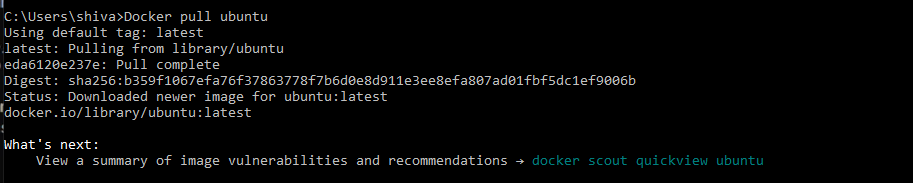 C:\Users\shiva>Docker pull ubuntu
Using default tag: latest
latest: Pulling from library/ubuntu
eda6120e237e: Pull complete
Digest: sha256:b359f1067efa76f37863778f7b6d0e8d911e3ee8efa807ad01fbf5dc1ef9006b
Status: Downloaded newer image for ubuntu:latest
docker.io/library/ubuntu:latest
What's next:
View a summary of image vulnerabilities and recommendations → docker scout quickview ubuntu